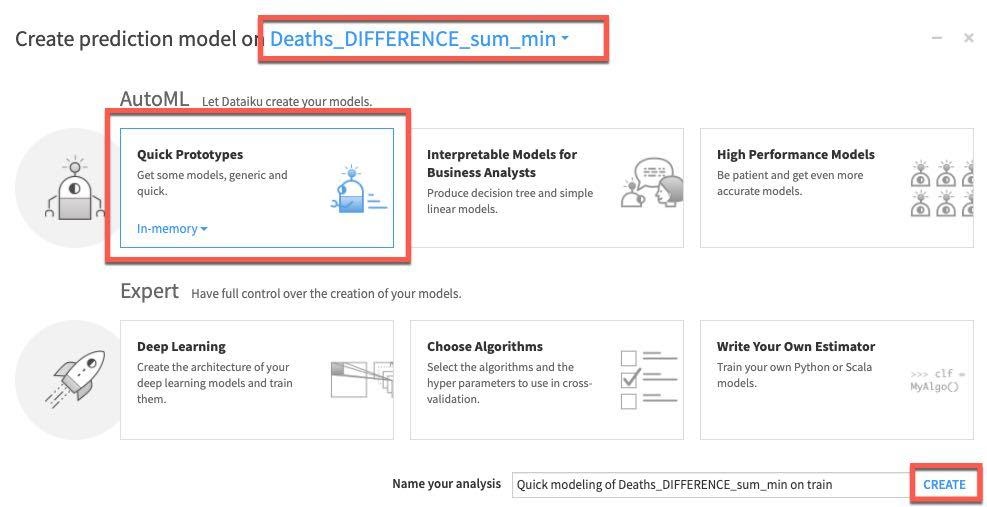 Create prediction model on Deaths_DIFFERENCE_sum_min
AutoML Let Dataiku create your models.
Quick Prototypes
Get some models, generic and
quick.
In-memory
Interpretable Models for
Business Analysts
Produce decision tree and simple
linear models.
High Performance Models
Be patient and get even more
accurate models.
Expert Have full control over the creation of your models.
Deep Learning
Create the architecture of your
deep learning models and train
them.
Choose Algorithms
Select the algorithms and the
hyper parameters to use in cross-
validation.
Write Your Own Estimator
Train your own Python or Scala
models.
>>> clf =
MyAlgo()
Name your analysis Quick modeling of Deaths_DIFFERENCE_sum_min on train CREATE